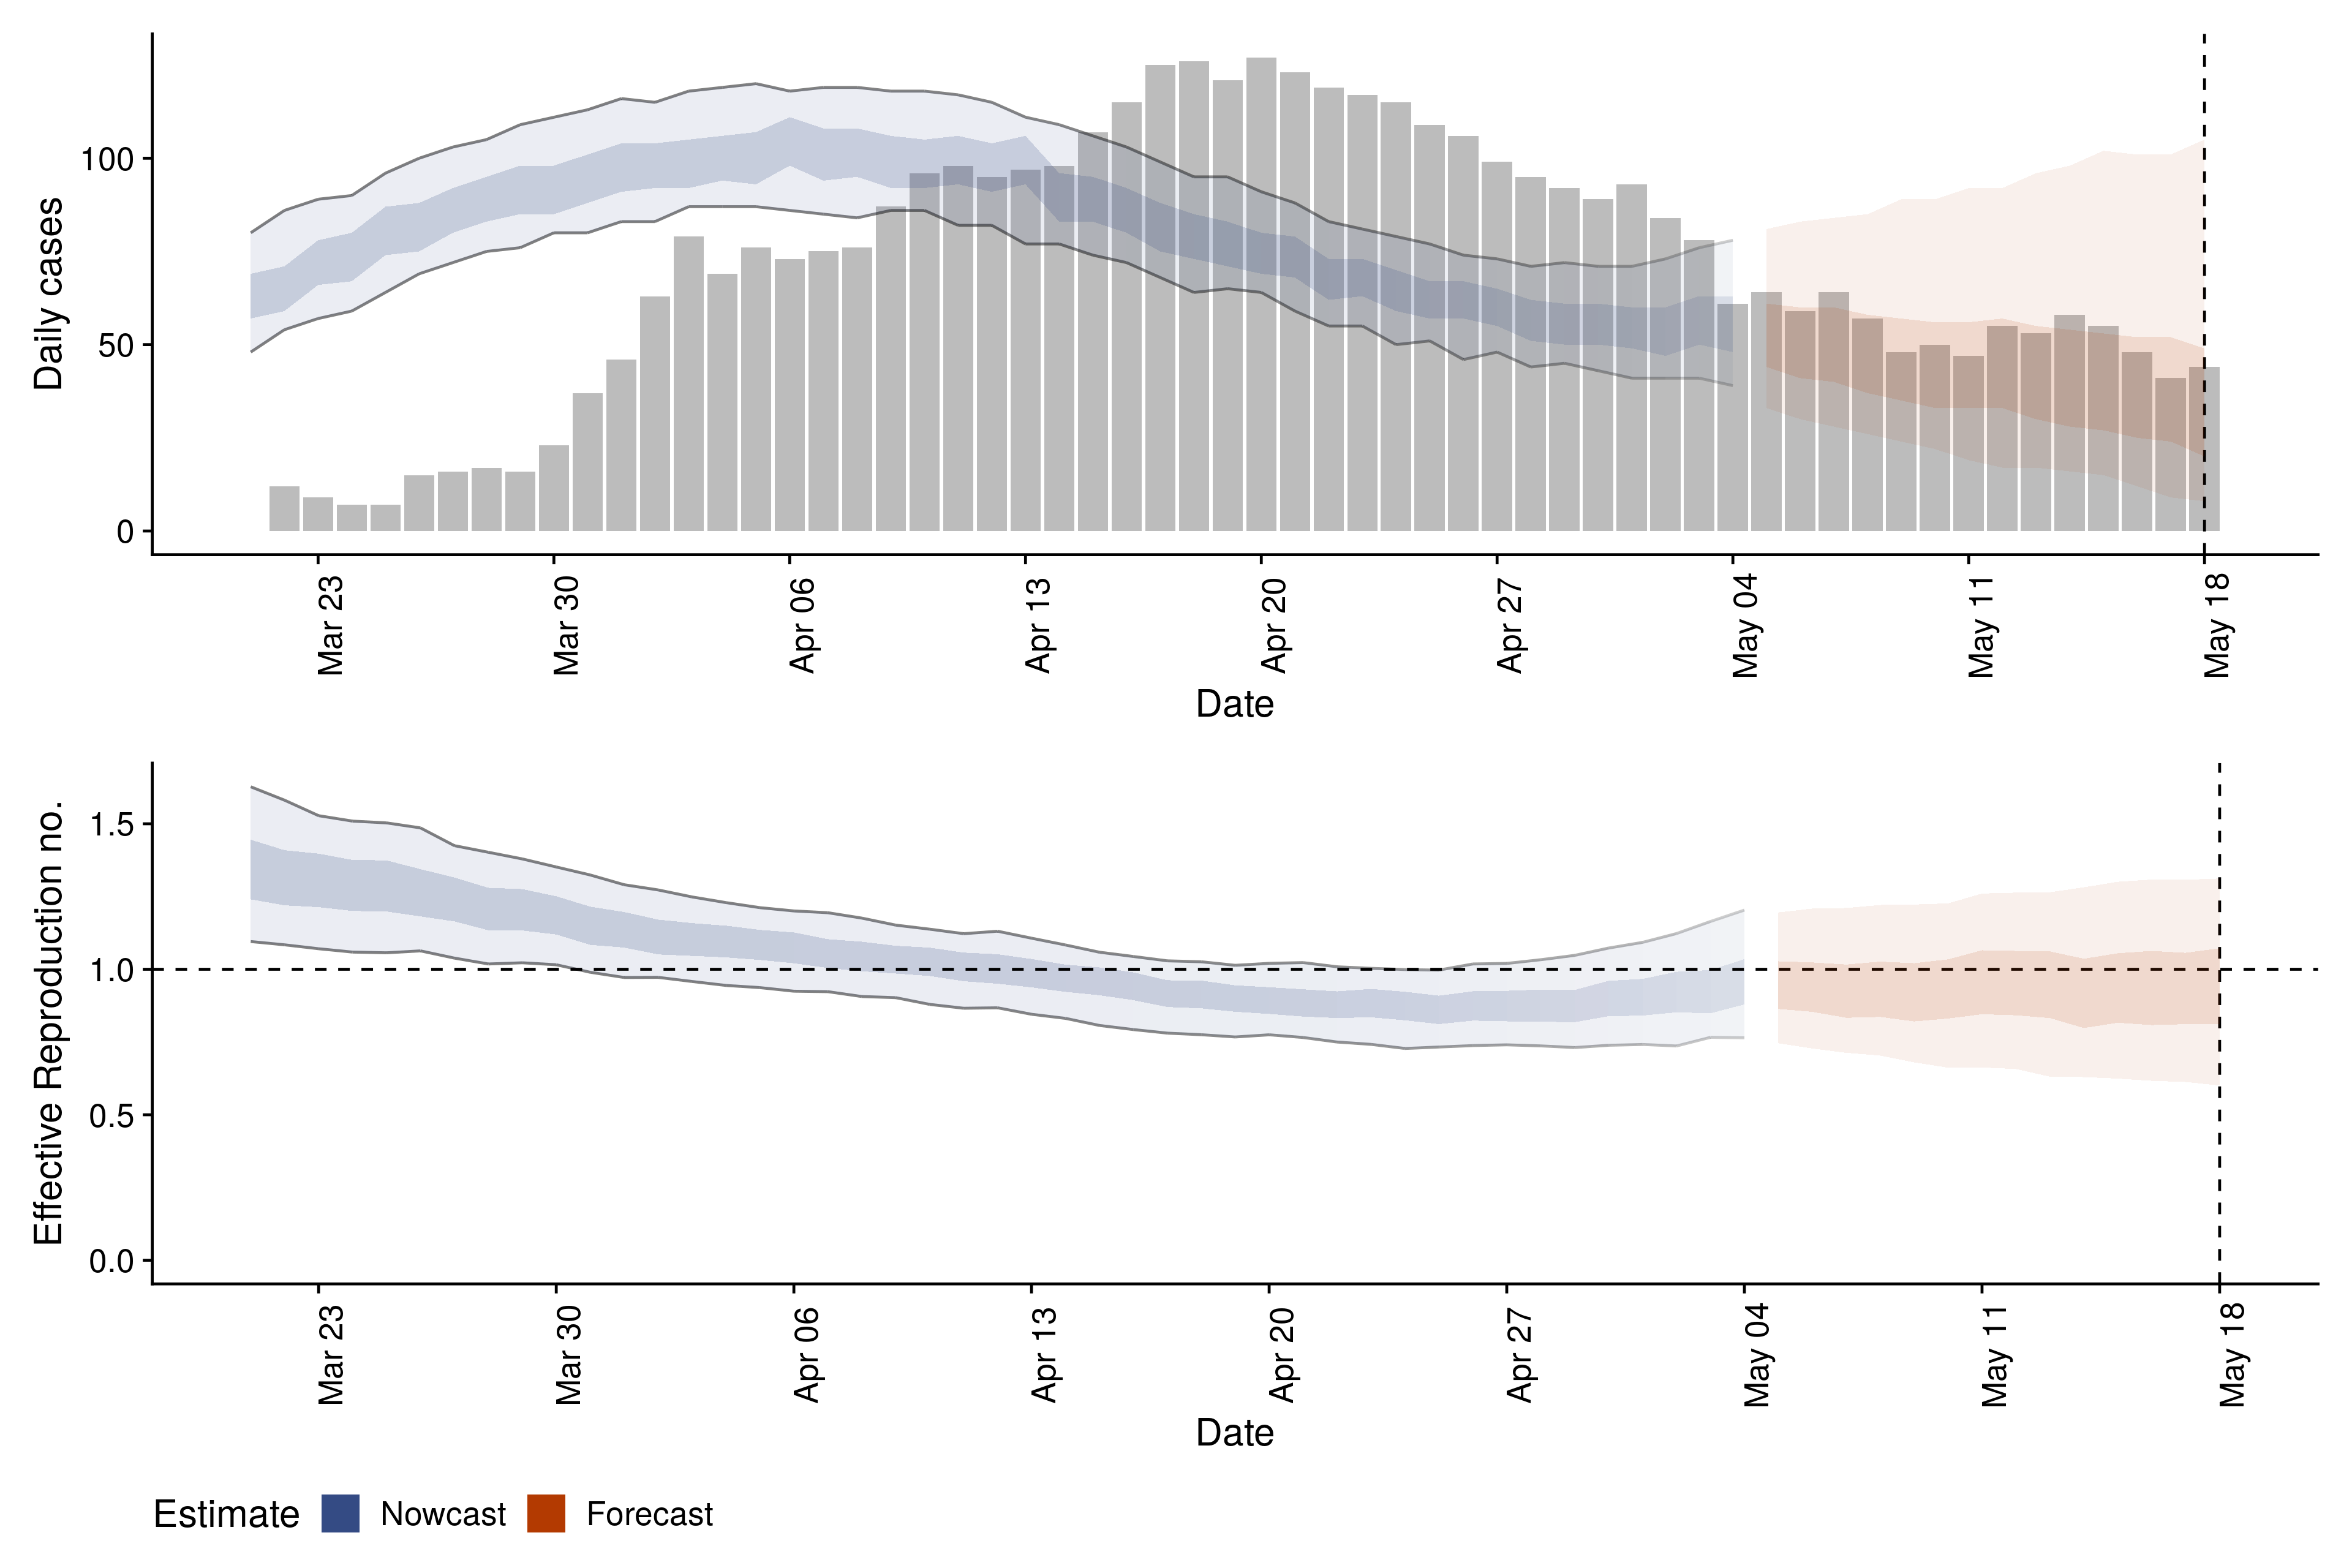 Daily cases
100
50
0
Mar 23
Mar 30
Apr 06
Apr 13
Apr 20
Apr 27
May 04
May 11
May 18
Date
Effective Reproduction no.
1.5
1.0
0.5
0.0
Mar 23
Mar 30
Apr 06
Apr 13
Apr 20
Apr 27
May 04
May 11
May 18
Date
Estimate Nowcast Forecast